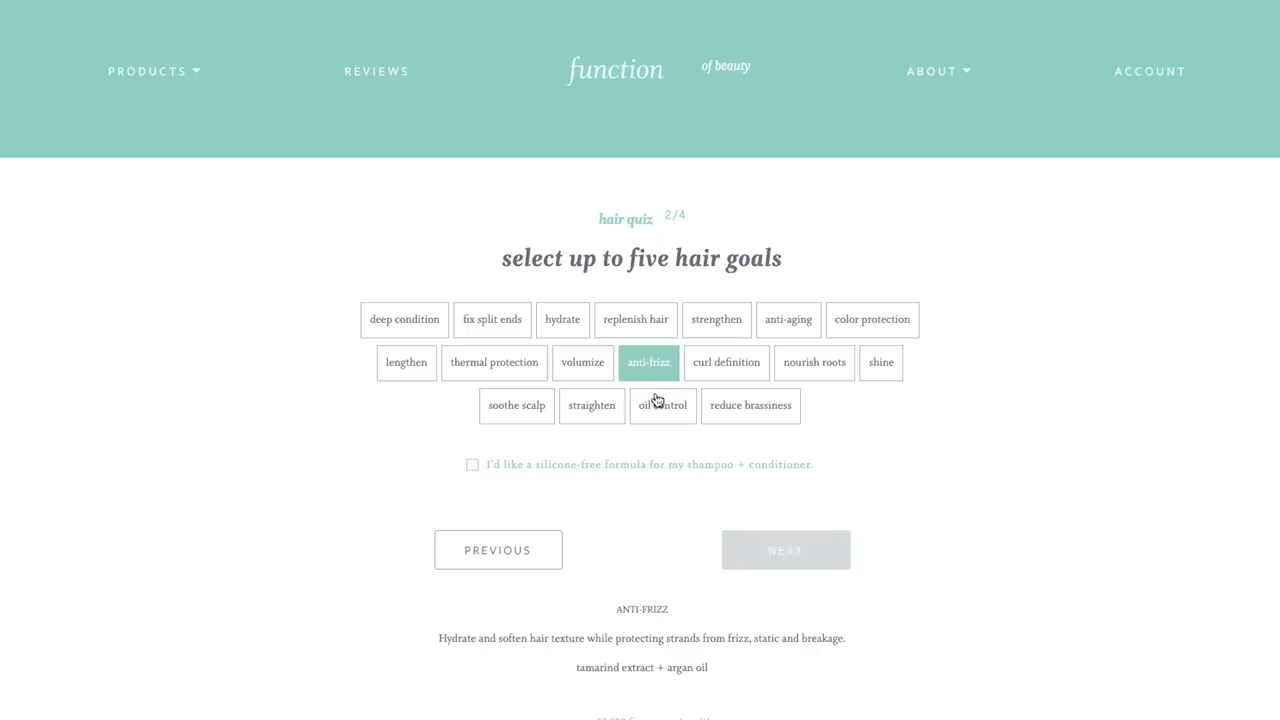 PRODUCTS REVIEWS function of beauty ABOUT ACCOUNT
hair quiz 2/4
select up to five hair goals
deep condition fix split ends hydrate replenish hair strengthen anti-aging color protection
lengthen thermal protection volumize anti-frizz curl definition nourish roots shine
soothe scalp straighten oil control reduce brassiness
I'd like a silicone-free formula for my shampoo + conditioner.
PREVIOUS NEXT
ANTI-FRIZZ
Hydrate and soften hair texture while protecting strands from frizz, static and breakage.
tamarind extract + argan oil